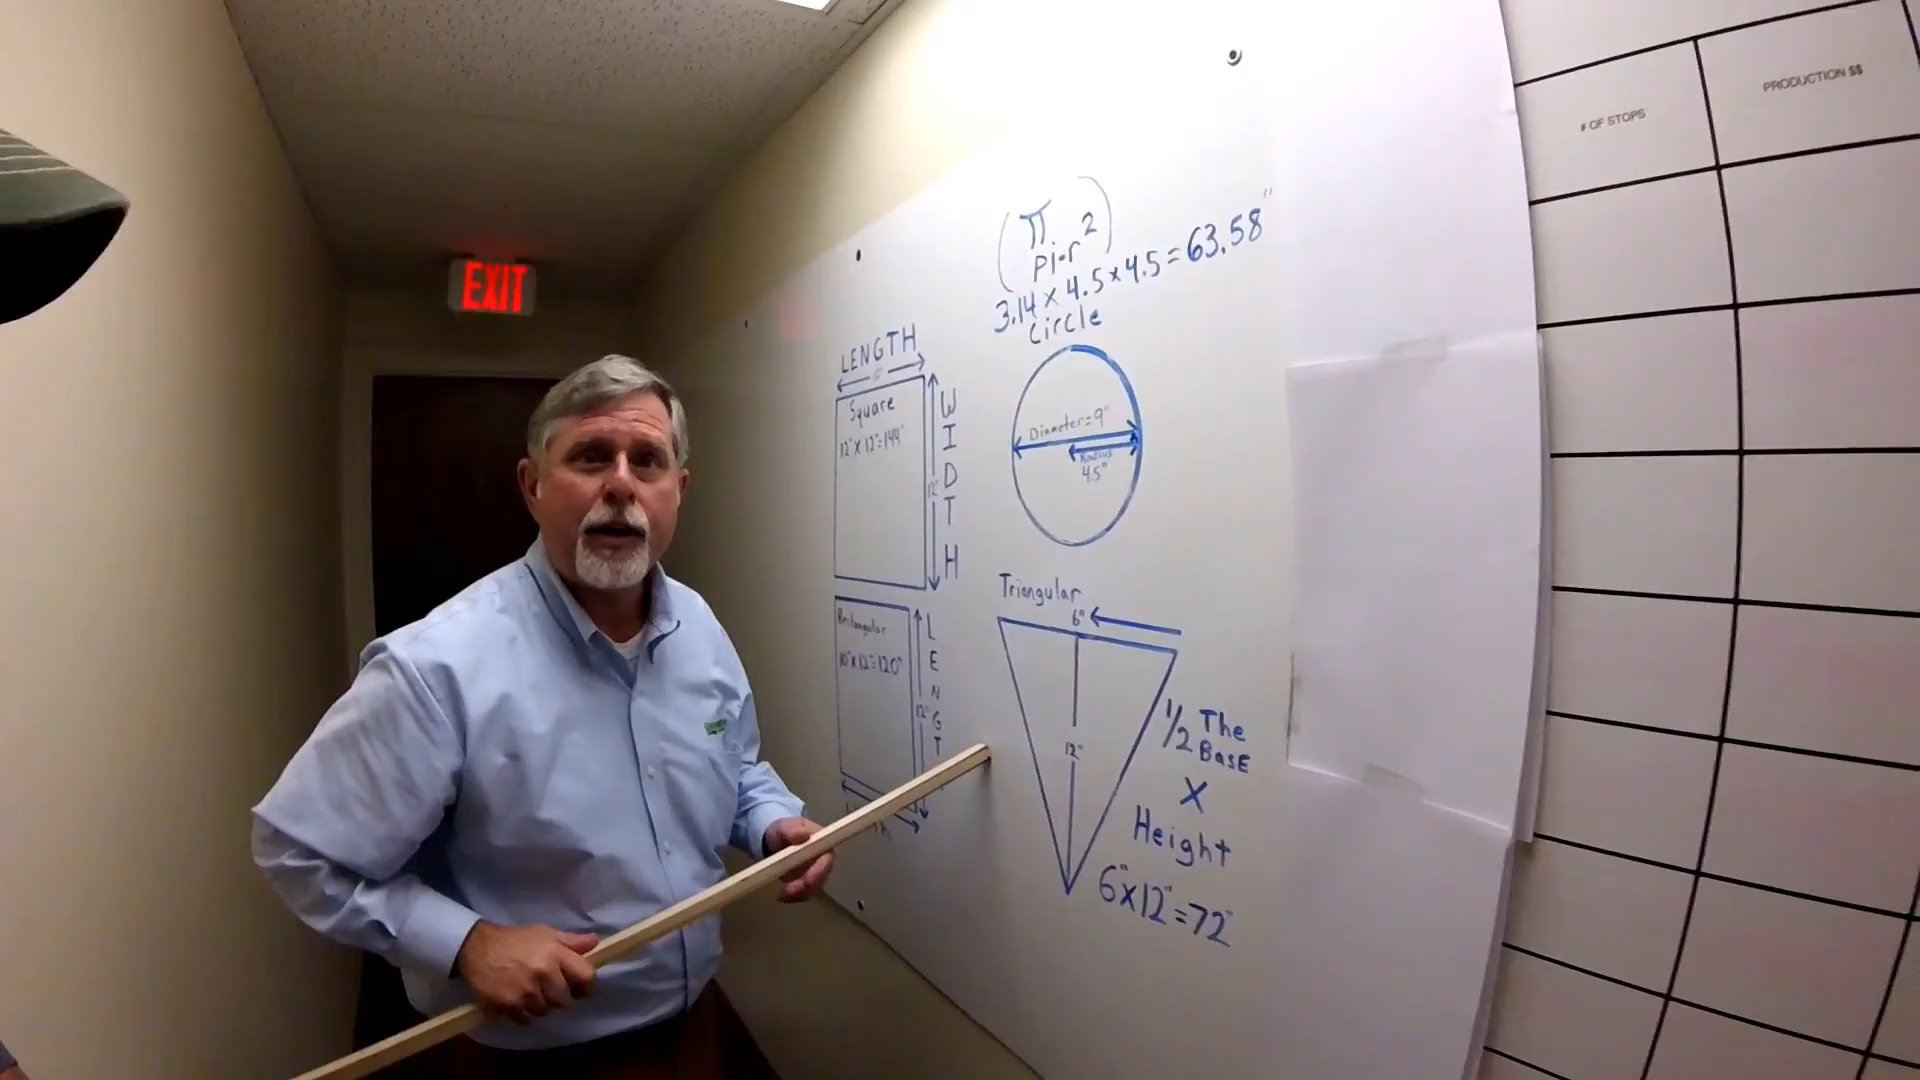 EXIT
LENGTH
Square
12" X 12" = 144"
WIDTH
12"
Rectangular
10" X 12" = 120"
LENGT
12"
(π
pi-r 2)
3.14 x 4.5 x 4.5 = 63.58"
Circle
Diameter = 9"
Radius
4.5"
Triangular
6"
12"
1/2 The
Base
X
Height
6" x 12" = 72"
# OF STOPS
PRODUCTION $$